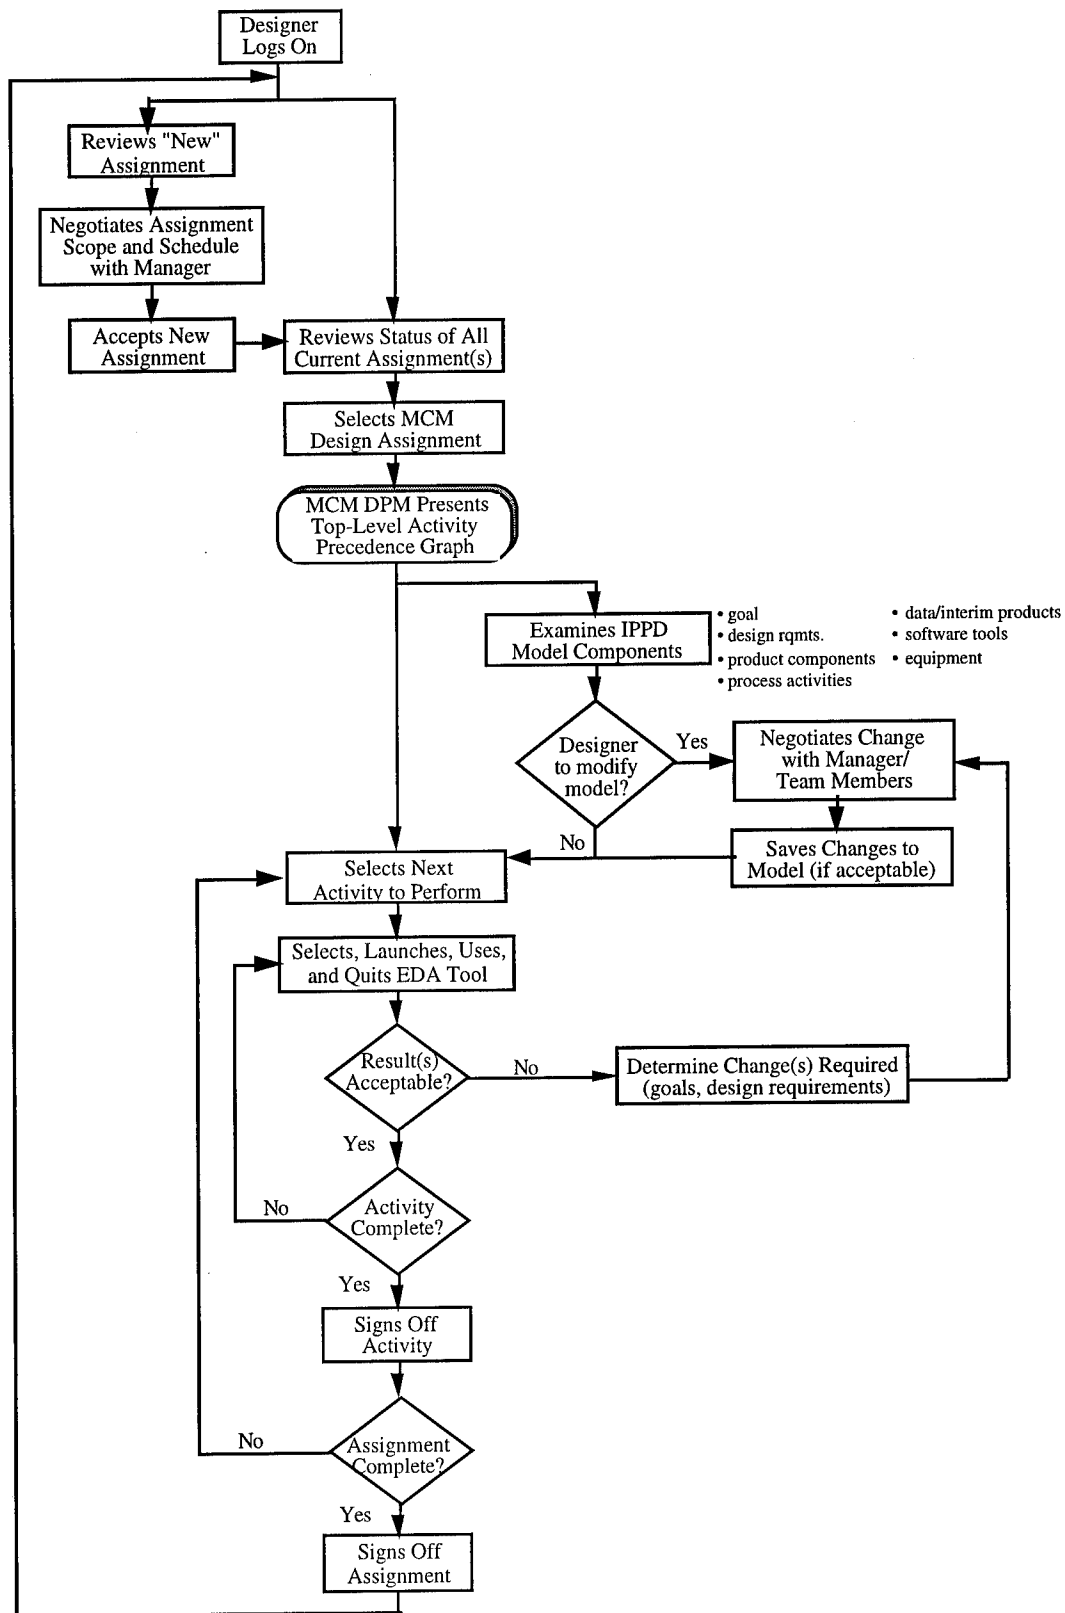 Designer
Logs On
Reviews "New"
Assignment
Negotiates Assignment
Scope and Schedule
with Manager
Accepts New
Assignment
Reviews Status of All
Current Assignment(s)
Selects MCM
Design Assignment
MCM DPM Presents
Top-Level Activity
Precedence Graph
Examines IPPD
Model Components
• goal
• design rqmts.
• product components
• process activities
• data/interim products
• software tools
• equipment
Designer
to modify
model?
Yes
Negotiates Change
with Manager/
Team Members
No
Saves Changes to
Model (if acceptable)
Selects Next
Activity to Perform
Selects, Launches, Uses,
and Quits EDA Tool
Result(s)
Acceptable?
No
Determine Change(s) Required
(goals, design requirements)
Yes
Activity
Complete?
No
Yes
Signs Off
Activity
Assignment
Complete?
No
Yes
Signs Off
Assignment